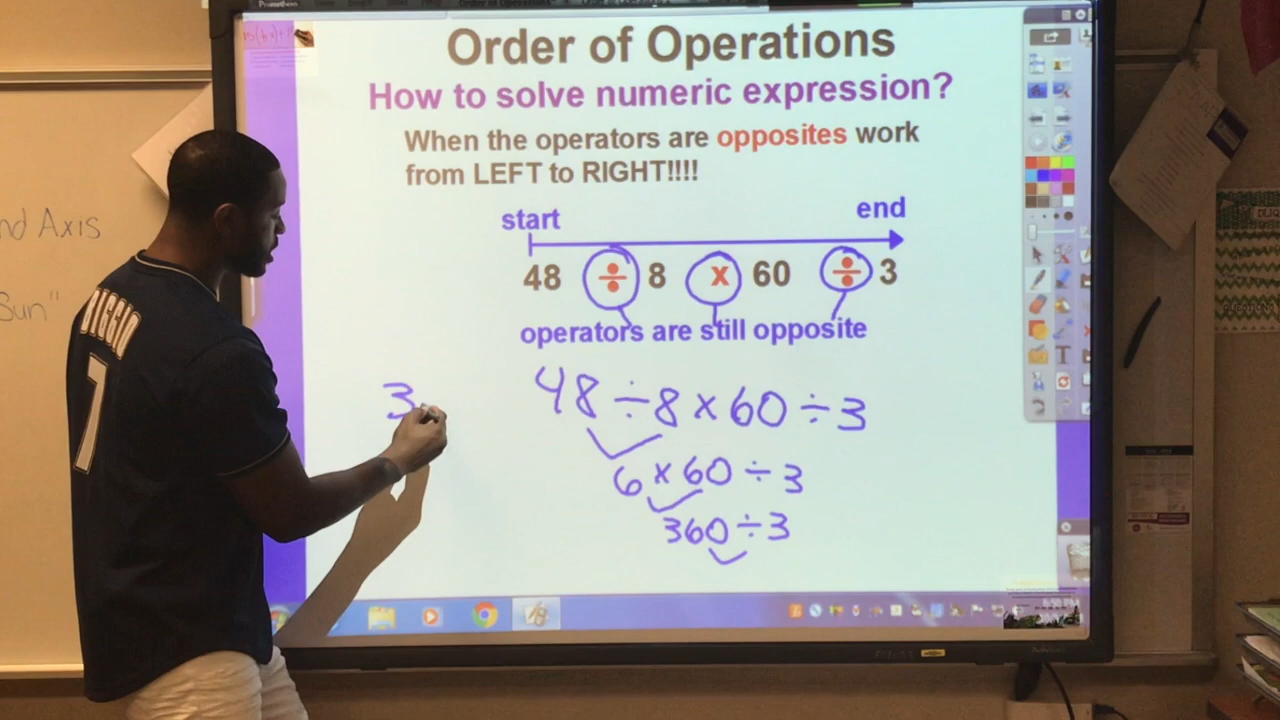 Promethean
Order of Operations
How to solve numeric expression?
When the operators are opposites work
from LEFT to RIGHT!!!!
start
end
48 ÷ 8 x 60 ÷ 3
operators are still opposite
48 ÷ 8 x 60 ÷ 3
6 x 60 ÷ 3
360 ÷ 3
3
nd Axis
Sun"
BIGGIO
7
T